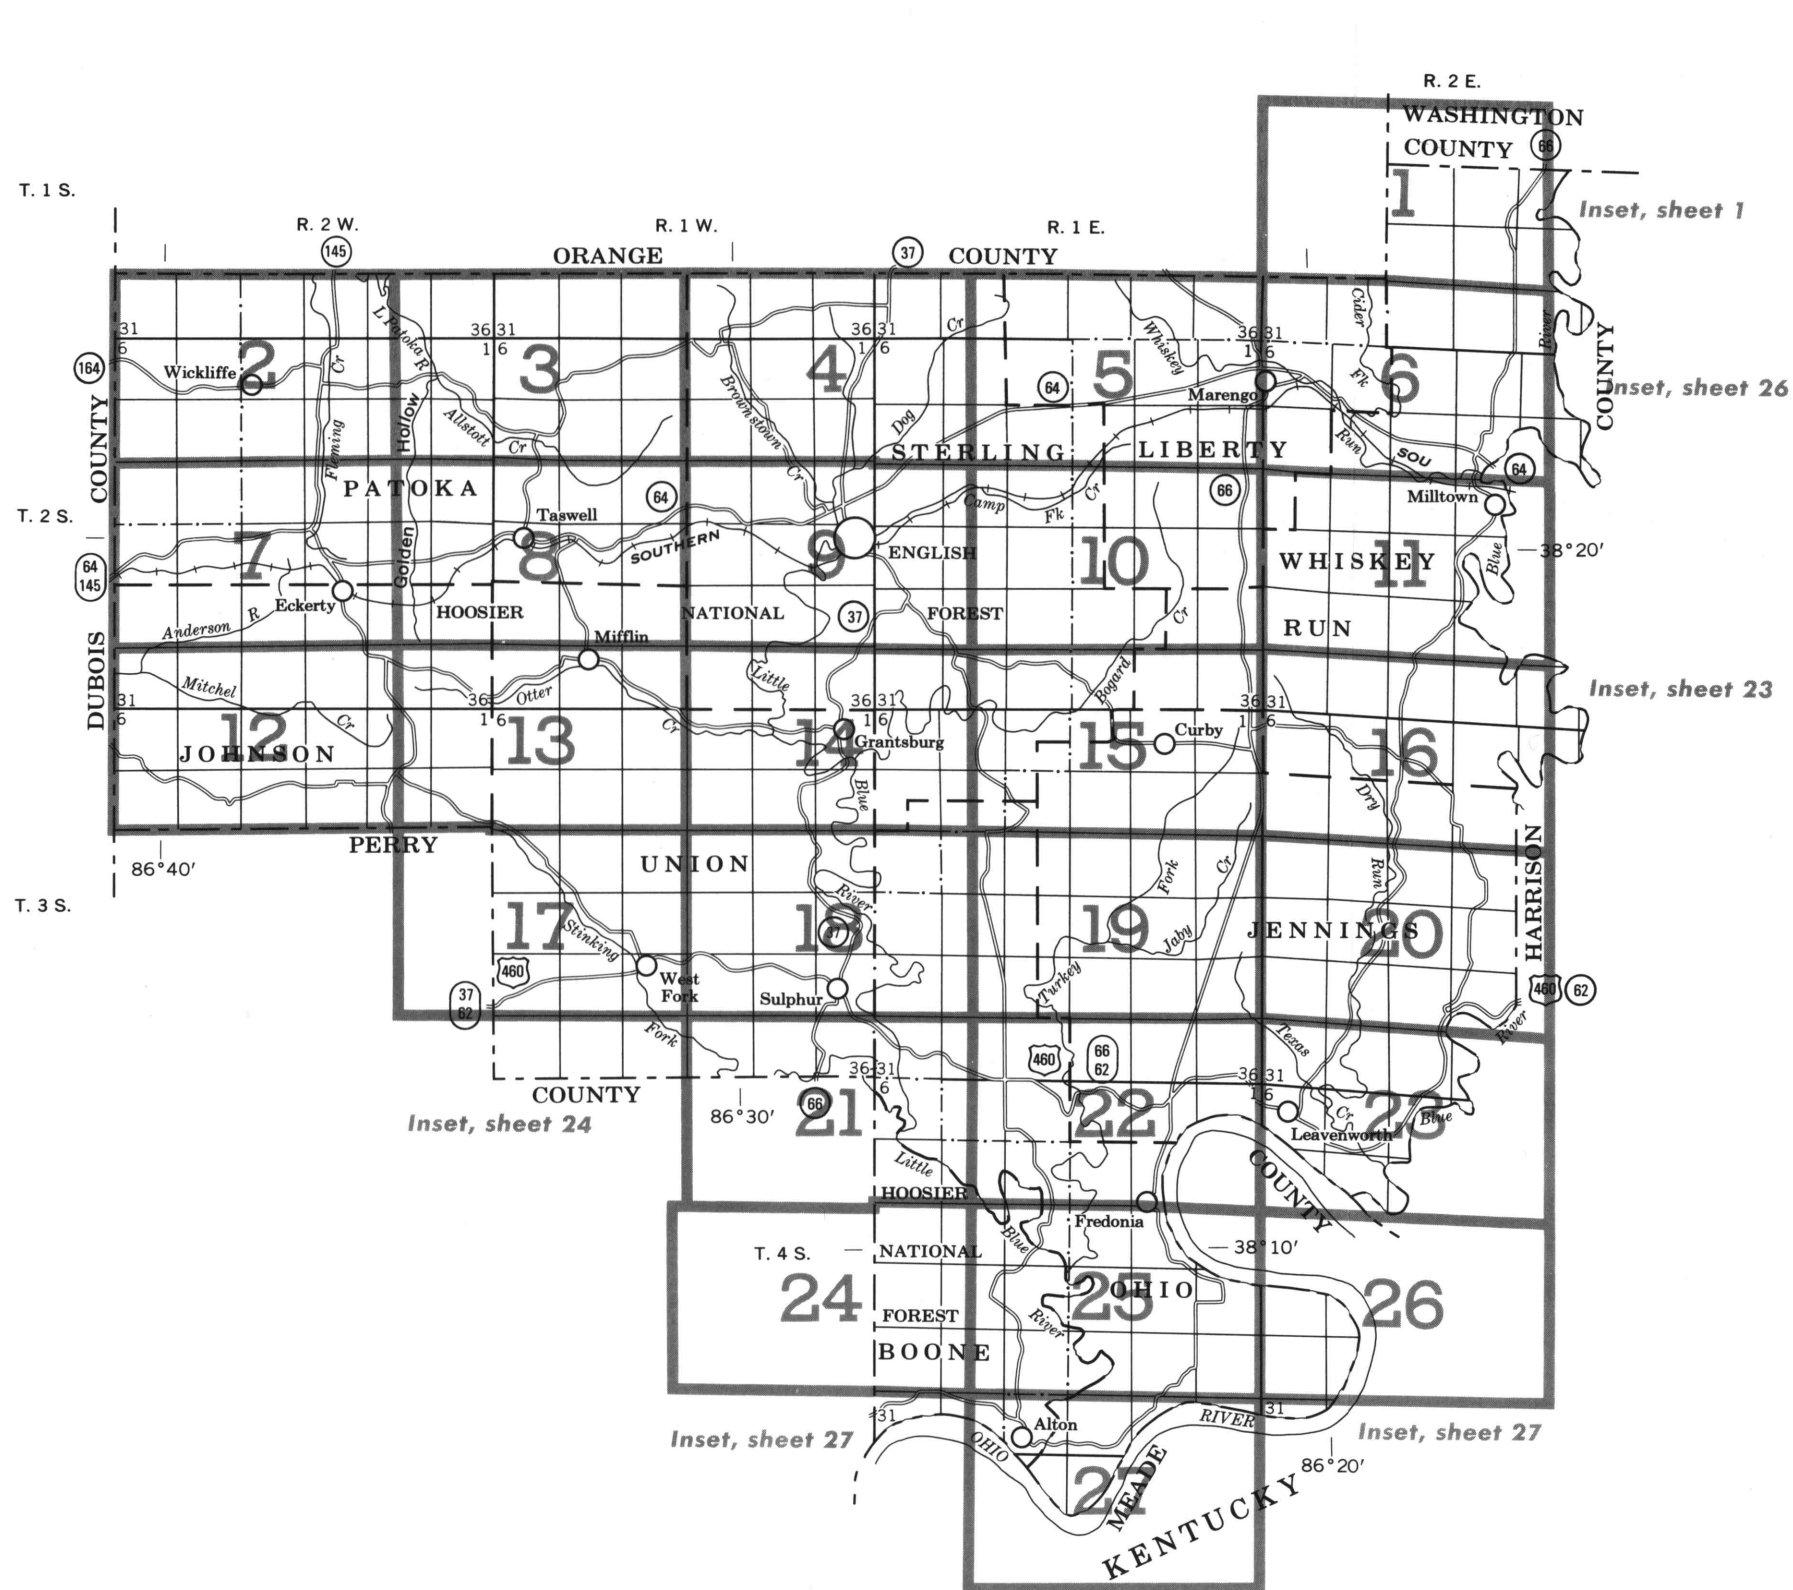 R. 2 E.
WASHINGTON
COUNTY
66
T. 1 S.
1
Inset, sheet 1
R. 2 W.
R. 1 W.
R. 1 E.
145
ORANGE
37
COUNTY
31
36 31
36 31
36 31
6
1 6
1 6
1 6
L Patoka R
Cr
Whiskey
Cider
Fk
River
164
Wickliffe
2
Cr
3
4
64
5
Marengo
6
COUNTY
Inset, sheet 26
COUNTY
Hollow
Allstott
Cr
Brownstown
Cr
Dog
Fleming
STERLING
LIBERTY
Run
SOU
64
PATOKA
64
Camp
Fk
Cr
66
Milltown
T. 2 S.
Taswell
7
Golden
8
SOUTHERN
9
ENGLISH
10
WHISKEY
11
Blue
38°20′
64
145
Eckerty
HOOSIER
NATIONAL
37
FOREST
Cr
RUN
Anderson R
Mifflin
DUBOIS
Mitchel
Cr
Otter
Cr
Little
Bogard
Inset, sheet 23
31
36
36 31
36 31
6
1 6
1 6
1 6
12
JOHNSON
13
14
Grantsburg
15
Curby
16
Blue
Dry
PERRY
86°40′
UNION
HARRISON
T. 3 S.
River
Fork
Cr
Run
17
Stinking
18
37
19
Jaby
JENNINGS
20
460
West
Fork
Sulphur
Turkey
37
62
460
62
Fork
River
Texas
460
66
62
36 31
6
36 31
1 6
COUNTY
86°30′
66
21
22
Cr
23
Blue
Inset, sheet 24
Leavenworth
Little
COUNTY
HOOSIER
Fredonia
Blue
T. 4 S.
NATIONAL
38°10′
24
25
OHIO
26
FOREST
River
BOONE
31
RIVER
31
Inset, sheet 27
Alton
Inset, sheet 27
OHIO
86°20′
27
MEADE
KENTUCKY